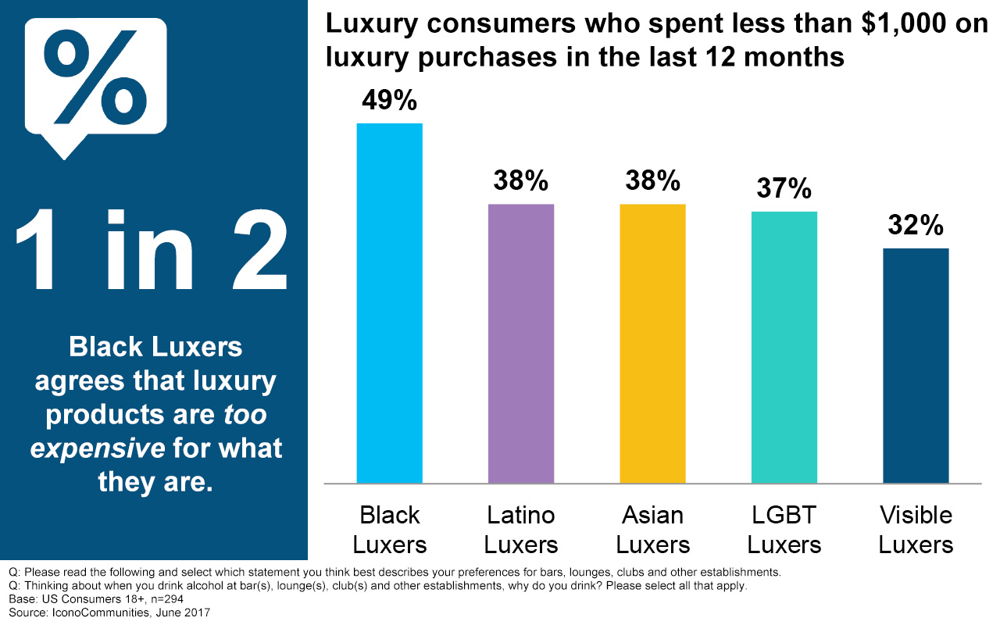 %
1 in 2
Black Luxers
agrees that luxury
products are too
expensive for what
they are.
Luxury consumers who spent less than $1,000 on
luxury purchases in the last 12 months
49%
38%
38%
37%
32%
Black
Luxers
Latino
Luxers
Asian
Luxers
LGBT
Luxers
Visible
Luxers
Q: Please read the following and select which statement you think best describes your preferences for bars, lounges, clubs and other establishments.
Q: Thinking about when you drink alcohol at bar(s), lounge(s), club(s) and other establishments, why do you drink? Please select all that apply.
Base: US Consumers 18+, n=294
Source: IconoCommunities, June 2017